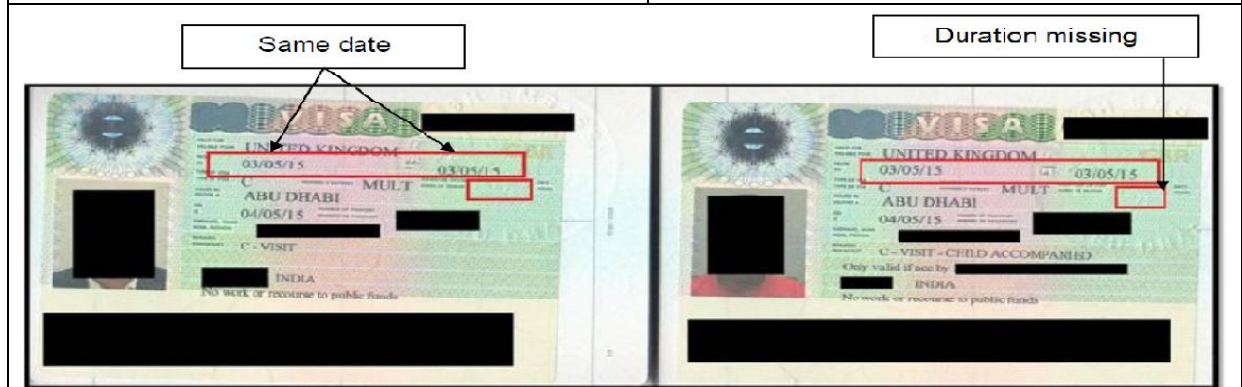 Same date
Duration missing
VISA
UNITED KINGDOM
03/05/15 03/05/15
C MULT
ABU DHABI
04/05/15
C - VISIT
INDIA
No work or recourse to public funds
VISA
UNITED KINGDOM
03/05/15 03/05/15
C MULT
ABU DHABI
04/05/15
C - VISIT - CHILD ACCOMPANIED
Only valid if acc by
INDIA
No work or recourse to public funds